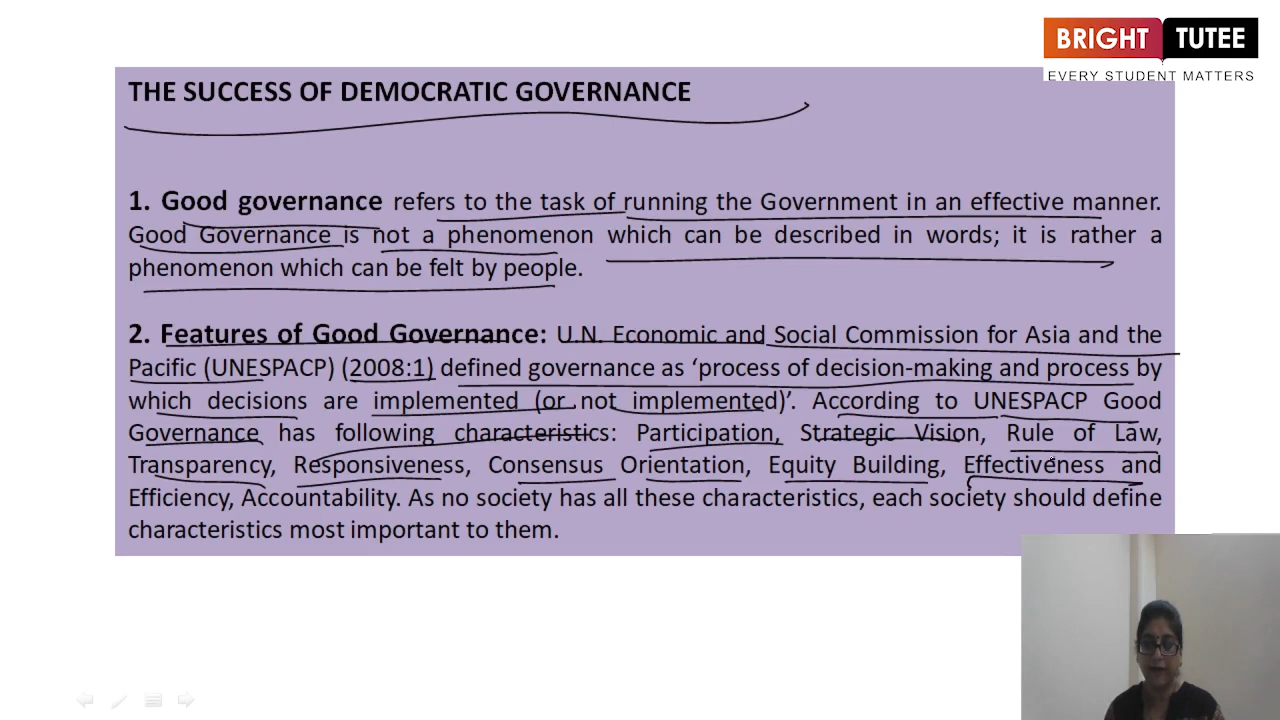 BRIGHT TUTEE
EVERY STUDENT MATTERS
THE SUCCESS OF DEMOCRATIC GOVERNANCE
1. Good governance refers to the task of running the Government in an effective manner.
Good Governance is not a phenomenon which can be described in words; it is rather a
phenomenon which can be felt by people.
2. Features of Good Governance: U.N. Economic and Social Commission for Asia and the
Pacific (UNESPACP) (2008:1) defined governance as ‘process of decision-making and process by
which decisions are implemented (or not implemented)’. According to UNESPACP Good
Governance has following characteristics: Participation, Strategic Vision, Rule of Law,
Transparency, Responsiveness, Consensus Orientation, Equity Building, Effectiveness and
Efficiency, Accountability. As no society has all these characteristics, each society should define
characteristics most important to them.